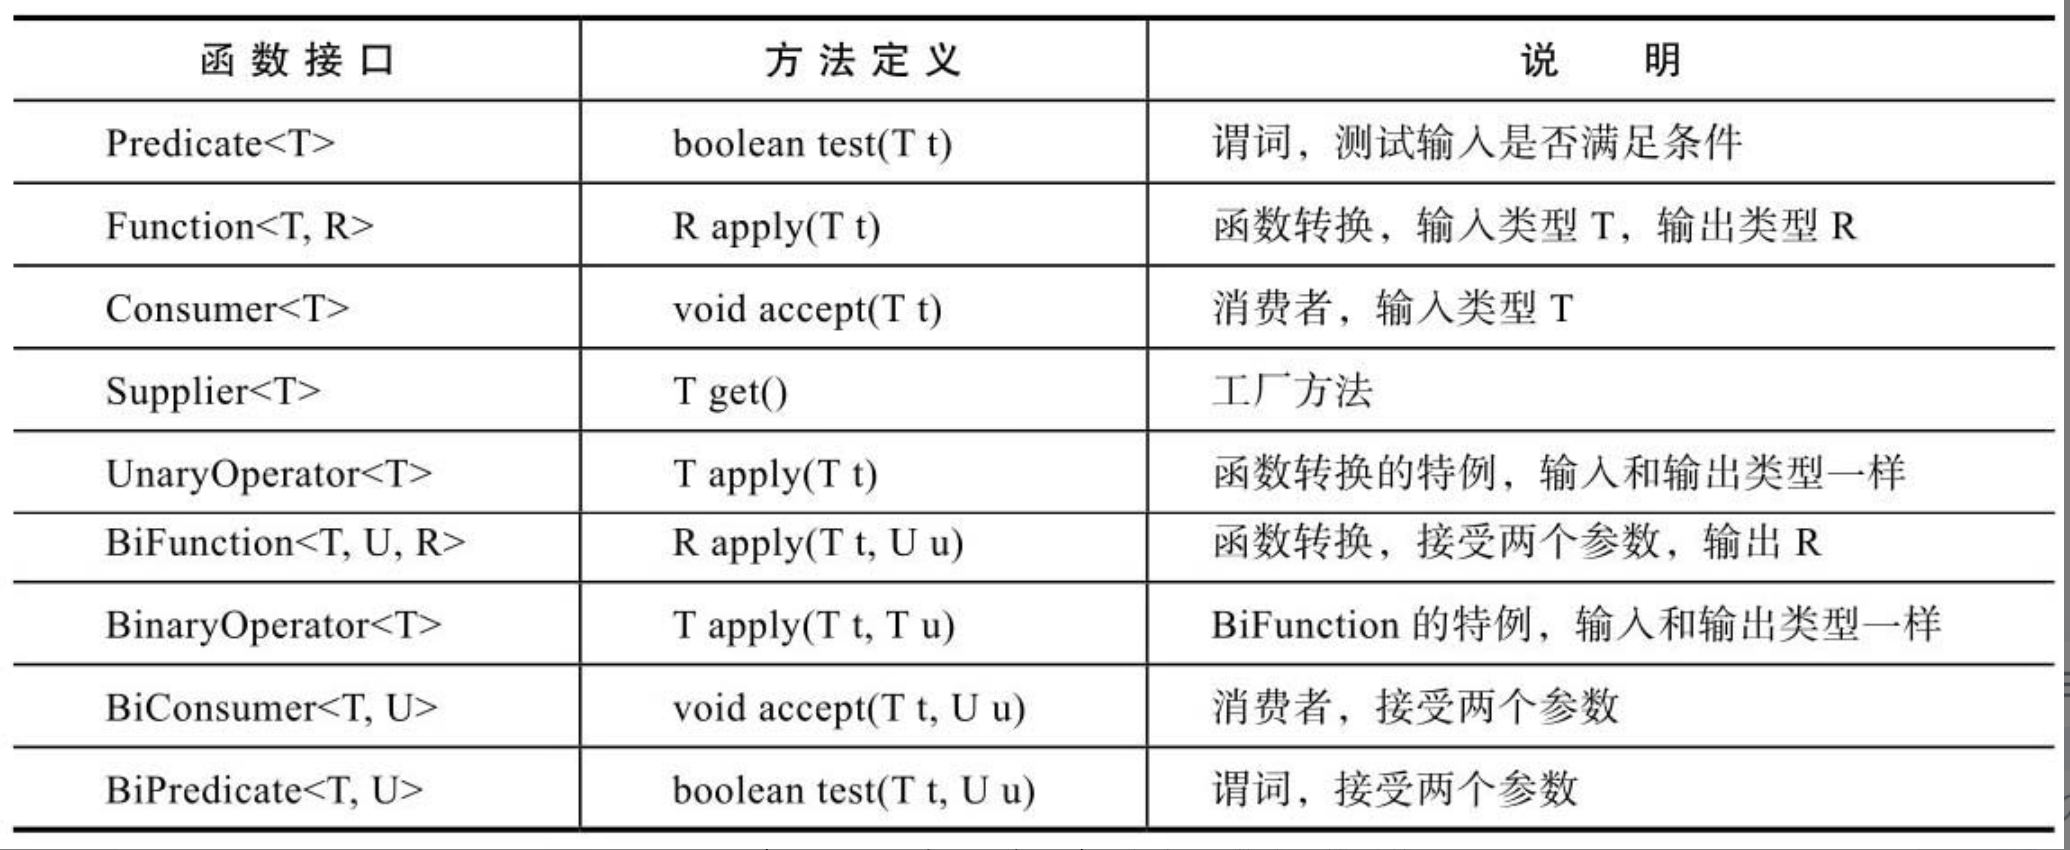 函数接口 方法定义 说 明
Predicate<T> boolean test(T t) 谓词，测试输入是否满足条件
Function<T, R> R apply(T t) 函数转换，输入类型 T，输出类型 R
Consumer<T> void accept(T t) 消费者，输入类型 T
Supplier<T> T get() 工厂方法
UnaryOperator<T> T apply(T t) 函数转换的特例，输入和输出类型一样
BiFunction<T, U, R> R apply(T t, U u) 函数转换，接受两个参数，输出 R
BinaryOperator<T> T apply(T t, T u) BiFunction 的特例，输入和输出类型一样
BiConsumer<T, U> void accept(T t, U u) 消费者，接受两个参数
BiPredicate<T, U> boolean test(T t, U u) 谓词，接受两个参数